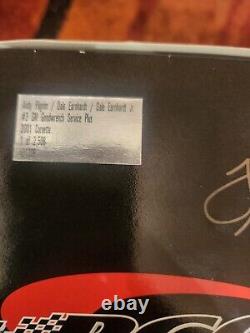 Andy Pilgrim / Dale Earnhardt / Dale Earnhardt Jr.
#3 GM Goodwrench Service Plus
2001 Corvette
1 of 2,508